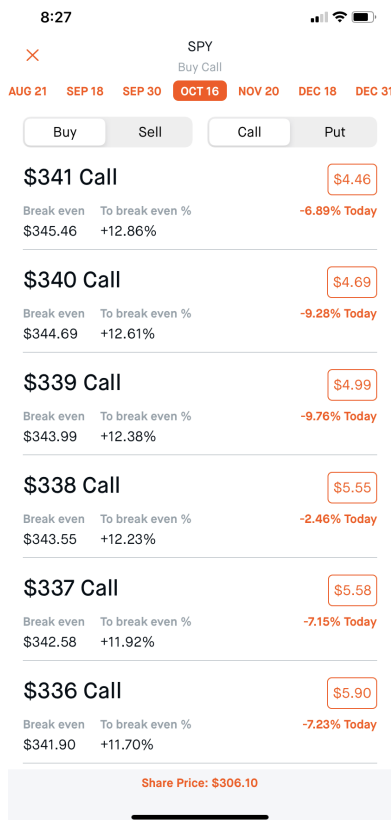 8:27
SPY
Buy Call
AUG 21 SEP 18 SEP 30 OCT 16 NOV 20 DEC 18 DEC 31
Buy Sell Call Put
$341 Call $4.46
Break even To break even % -6.89% Today
$345.46 +12.86%
$340 Call $4.69
Break even To break even % -9.28% Today
$344.69 +12.61%
$339 Call $4.99
Break even To break even % -9.76% Today
$343.99 +12.38%
$338 Call $5.55
Break even To break even % -2.46% Today
$343.55 +12.23%
$337 Call $5.58
Break even To break even % -7.15% Today
$342.58 +11.92%
$336 Call $5.90
Break even To break even % -7.23% Today
$341.90 +11.70%
Share Price: $306.10